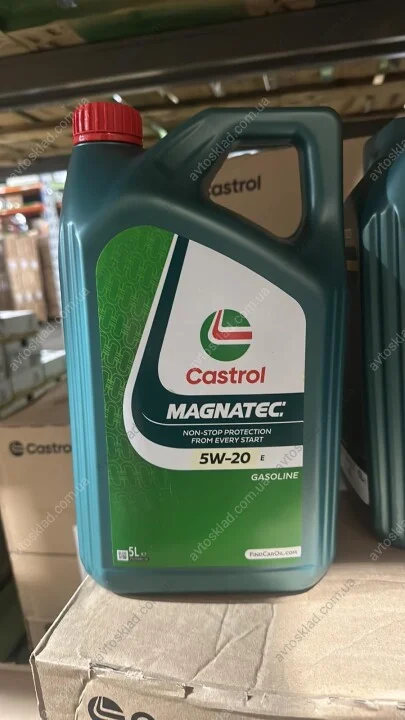 Castrol
Castrol
MAGNATEC
NON-STOP PROTECTION
FROM EVERY START
5W-20 E
GASOLINE
Castrol
5L
FINDCAROIL.COM
avtosklad.com.ua